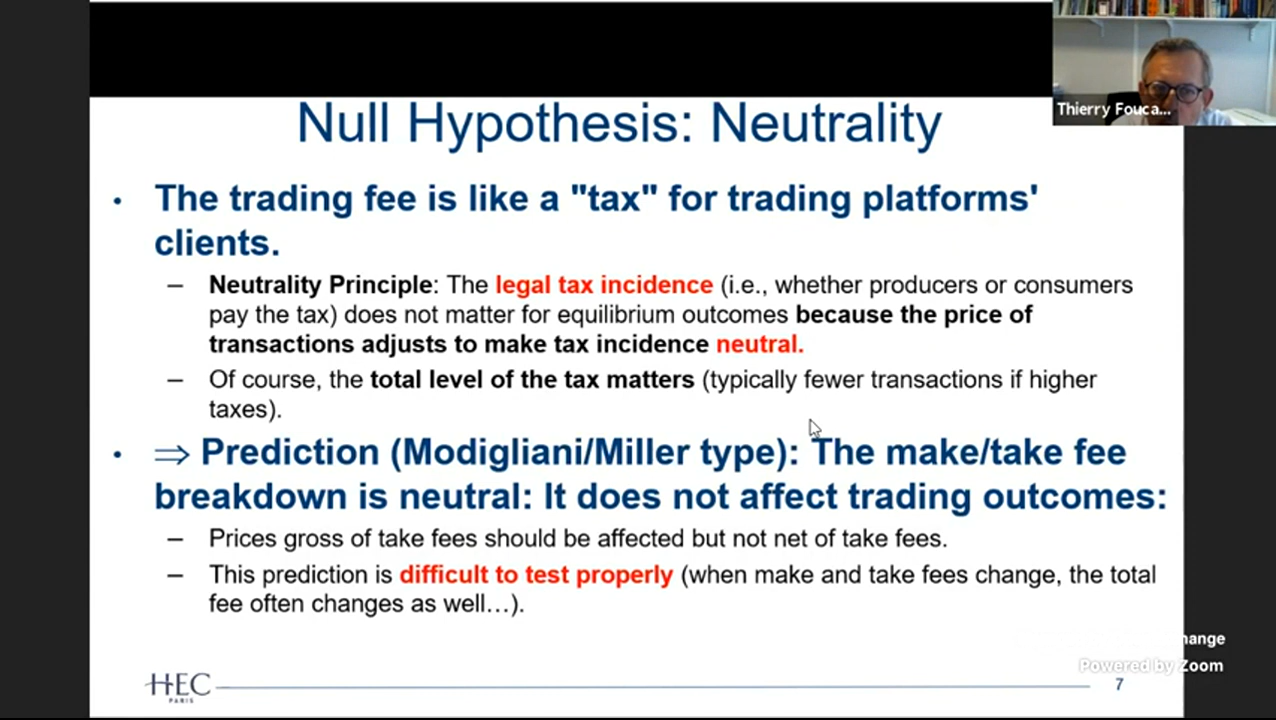 Thierry Fouca...
Null Hypothesis: Neutrality
• The trading fee is like a "tax" for trading platforms'
clients.
– Neutrality Principle: The legal tax incidence (i.e., whether producers or consumers
pay the tax) does not matter for equilibrium outcomes because the price of
transactions adjusts to make tax incidence neutral.
– Of course, the total level of the tax matters (typically fewer transactions if higher
taxes).
• ⇒ Prediction (Modigliani/Miller type): The make/take fee
breakdown is neutral: It does not affect trading outcomes:
– Prices gross of take fees should be affected but not net of take fees.
– This prediction is difficult to test properly (when make and take fees change, the total
fee often changes as well…).
Powered by Zoom
HEC
PARIS
7